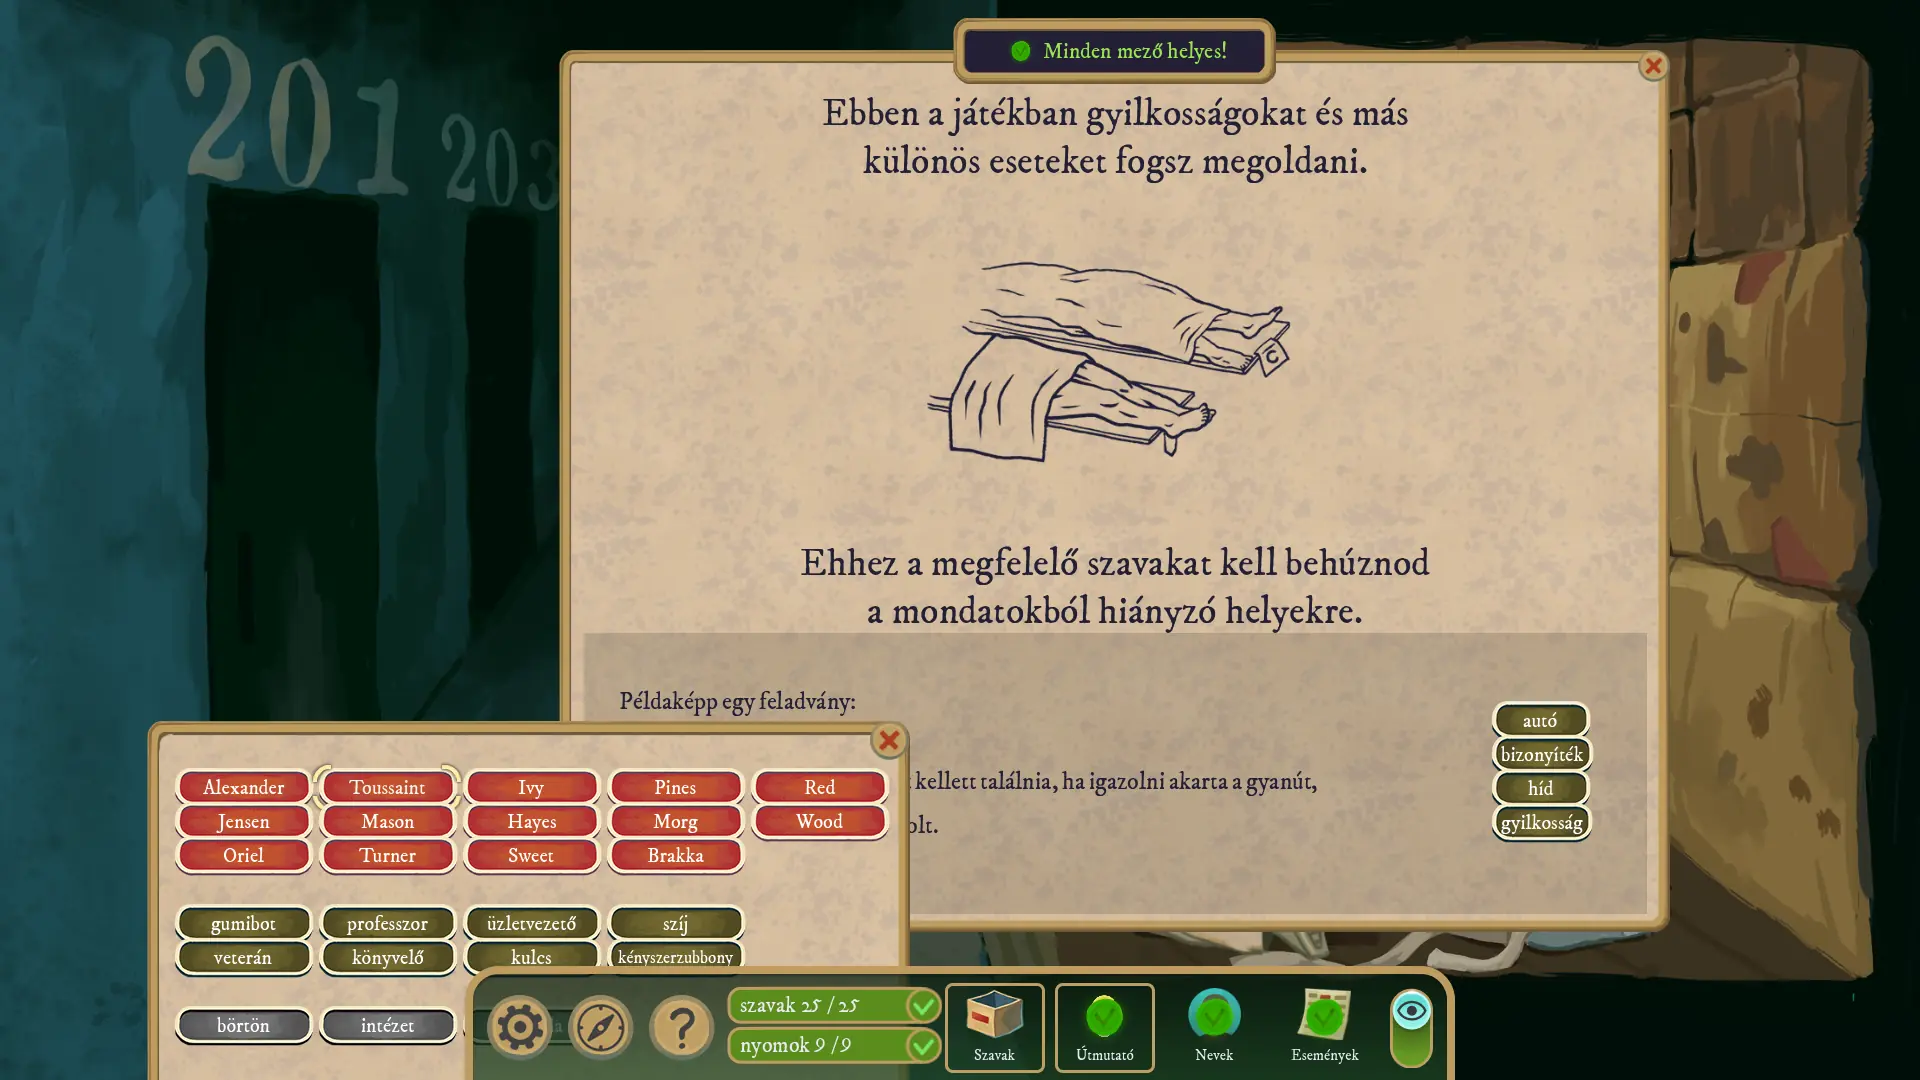 201
203
Minden mező helyes!
Ebben a játékban gyilkosságokat és más
különös eseteket fogsz megoldani.
C
Ehhez a megfelelő szavakat kell behúznod
a mondatokból hiányzó helyekre.
Példaképp egy feladvány:
kellett találnia, ha igazolni akarta a gyanút,
olt.
autó
bizonyíték
híd
gyilkosság
Alexander Toussaint Ivy Pines Red
Jensen Mason Hayes Morg Wood
Oriel Turner Sweet Brakka
gumibot professzor üzletvezető szíj
veterán könyvelő kulcs kényszerzubbony
börtön intézet
?
szavak 25 / 25
nyomok 9 / 9
Szavak
Útmutató
Nevek
Események